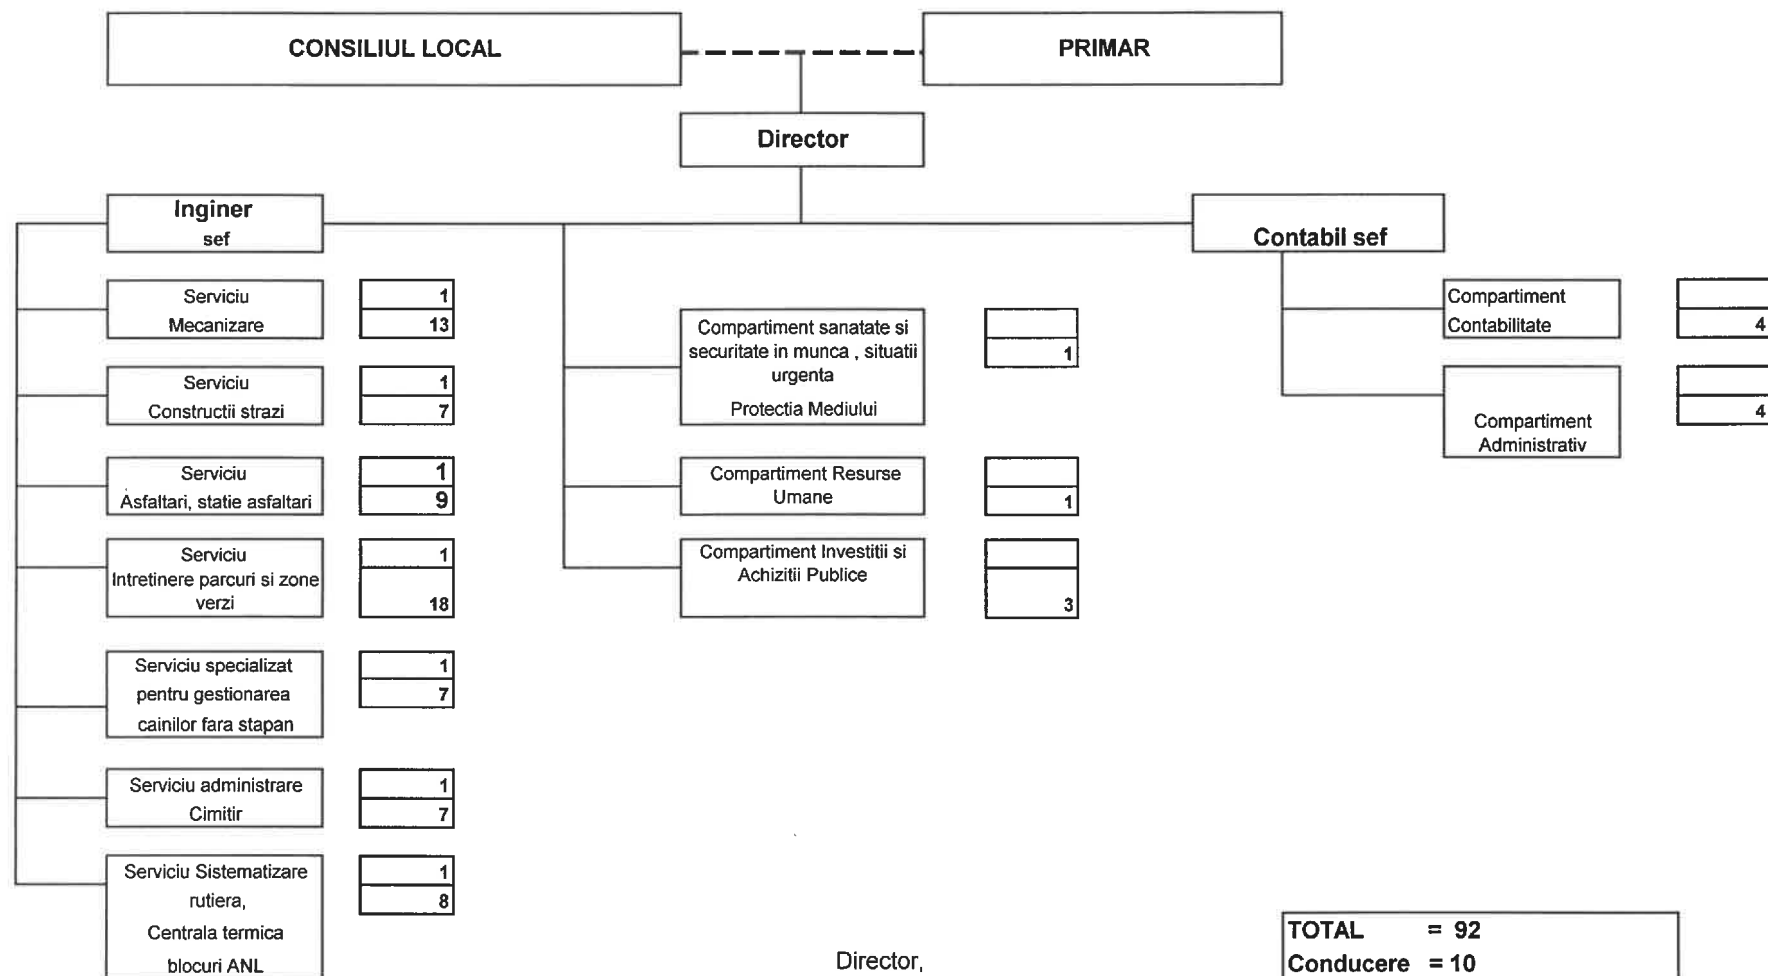 CONSILIUL LOCAL
PRIMAR
Director
Inginer
sef
Contabil sef
Serviciu
Mecanizare
1
13
Serviciu
Constructii strazi
1
7
Serviciu
Asfaltari, statie asfaltari
1
9
Serviciu
Intretinere parcuri si zone
verzi
1
18
Serviciu specializat
pentru gestionarea
cainilor fara stapan
1
7
Serviciu administrare
Cimitir
1
7
Serviciu Sistematizare
rutiera,
Centrala termica
blocuri ANL
1
8
Compartiment sanatate si
securitate in munca , situatii
urgenta
Protectia Mediului
1
Compartiment Resurse
Umane
1
Compartiment Investitii si
Achizitii Publice
3
Compartiment
Contabilitate
4
Compartiment
Administrativ
4
Director,
TOTAL = 92
Conducere = 10